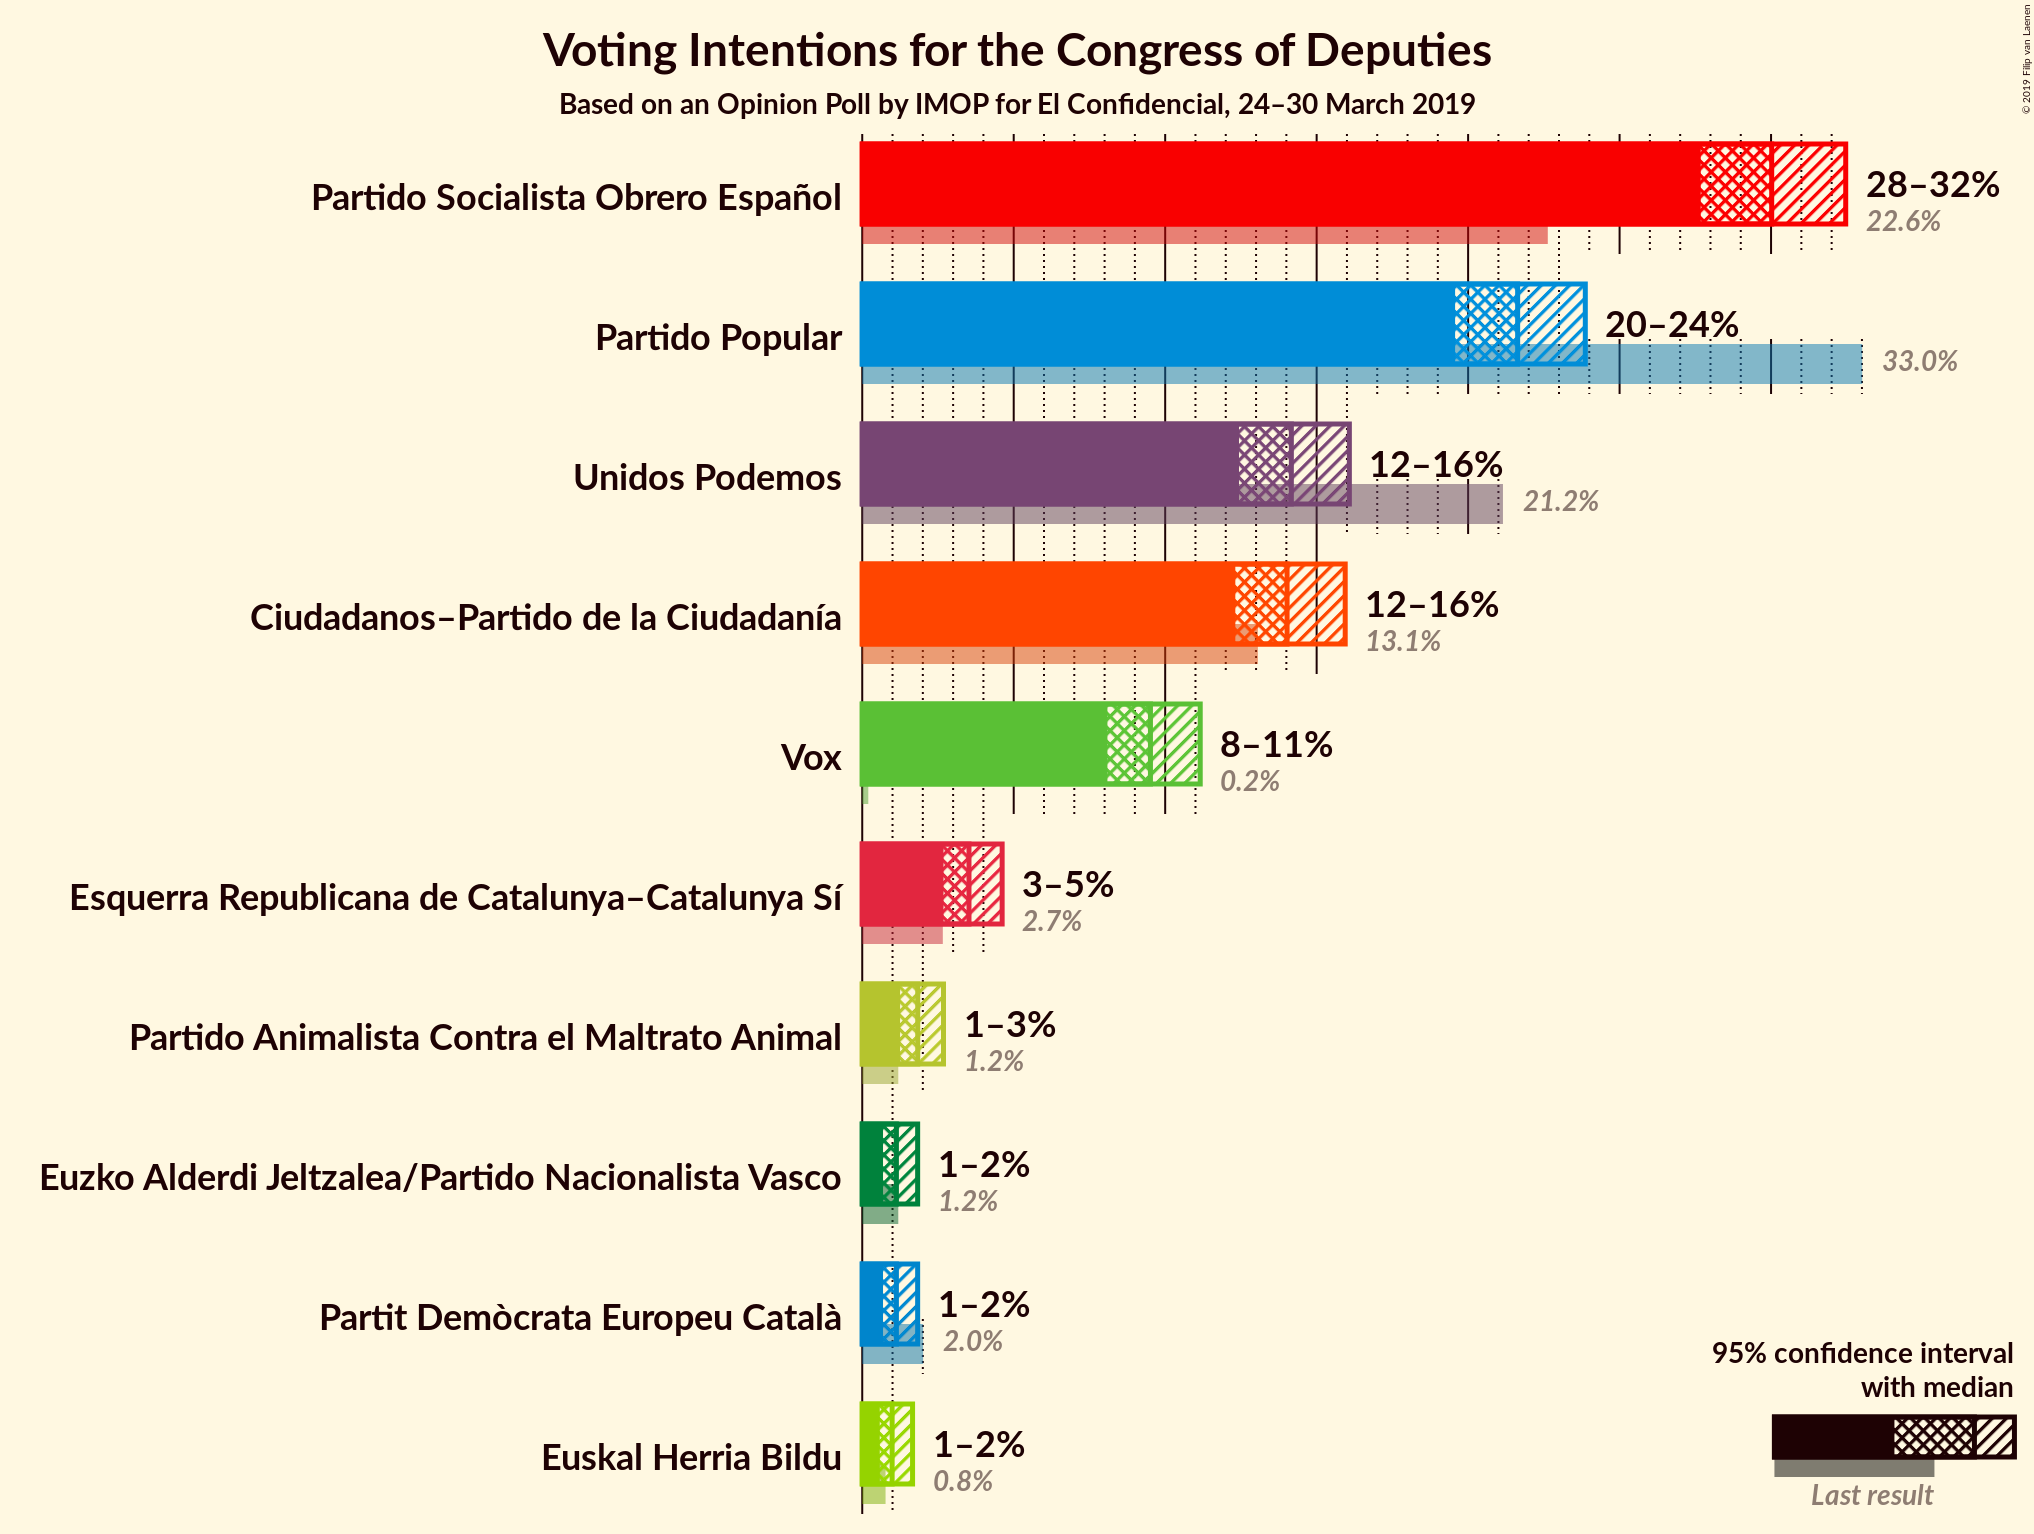 Voting Intentions for the Congress of Deputies
Based on an Opinion Poll by IMOP for El Confidencial, 24–30 March 2019
© 2019 Filip van Laenen
Partido Socialista Obrero Español
28–32%
22.6%
Partido Popular
20–24%
33.0%
Unidos Podemos
12–16%
21.2%
Ciudadanos–Partido de la Ciudadanía
12–16%
13.1%
Vox
8–11%
0.2%
Esquerra Republicana de Catalunya–Catalunya Sí
3–5%
2.7%
Partido Animalista Contra el Maltrato Animal
1–3%
1.2%
Euzko Alderdi Jeltzalea/Partido Nacionalista Vasco
1–2%
1.2%
Partit Demòcrata Europeu Català
1–2%
2.0%
Euskal Herria Bildu
1–2%
0.8%
95% confidence interval
with median
Last result